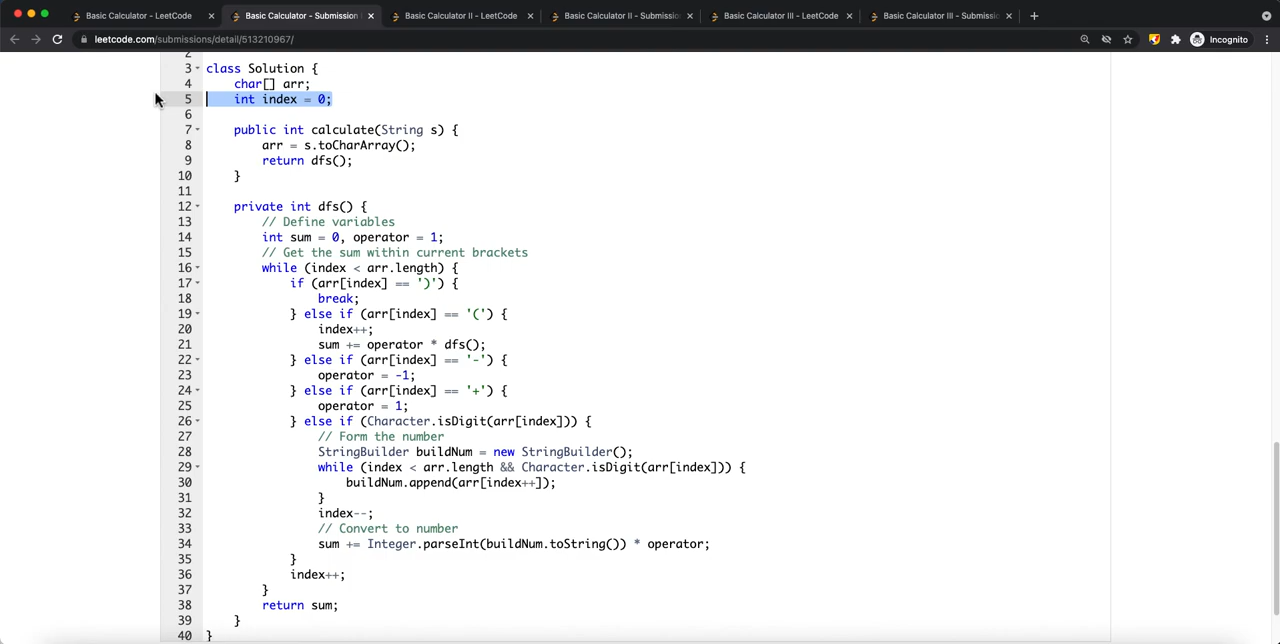 Basic Calculator - LeetCode
Basic Calculator - Submission
Basic Calculator II - LeetCode
Basic Calculator II - Submissio
Basic Calculator III - LeetCode
Basic Calculator III - Submissio
leetcode.com/submissions/detail/513210967/
Incognito
2
3 class Solution {
4 char[] arr;
5 int index = 0;
6
7 public int calculate(String s) {
8 arr = s.toCharArray();
9 return dfs();
10 }
11
12 private int dfs() {
13 // Define variables
14 int sum = 0, operator = 1;
15 // Get the sum within current brackets
16 while (index < arr.length) {
17 if (arr[index] == ')') {
18 break;
19 } else if (arr[index] == '(') {
20 index++;
21 sum += operator * dfs();
22 } else if (arr[index] == '-') {
23 operator = -1;
24 } else if (arr[index] == '+') {
25 operator = 1;
26 } else if (Character.isDigit(arr[index])) {
27 // Form the number
28 StringBuilder buildNum = new StringBuilder();
29 while (index < arr.length && Character.isDigit(arr[index])) {
30 buildNum.append(arr[index++]);
31 }
32 index--;
33 // Convert to number
34 sum += Integer.parseInt(buildNum.toString()) * operator;
35 }
36 index++;
37 }
38 return sum;
39 }
40 }